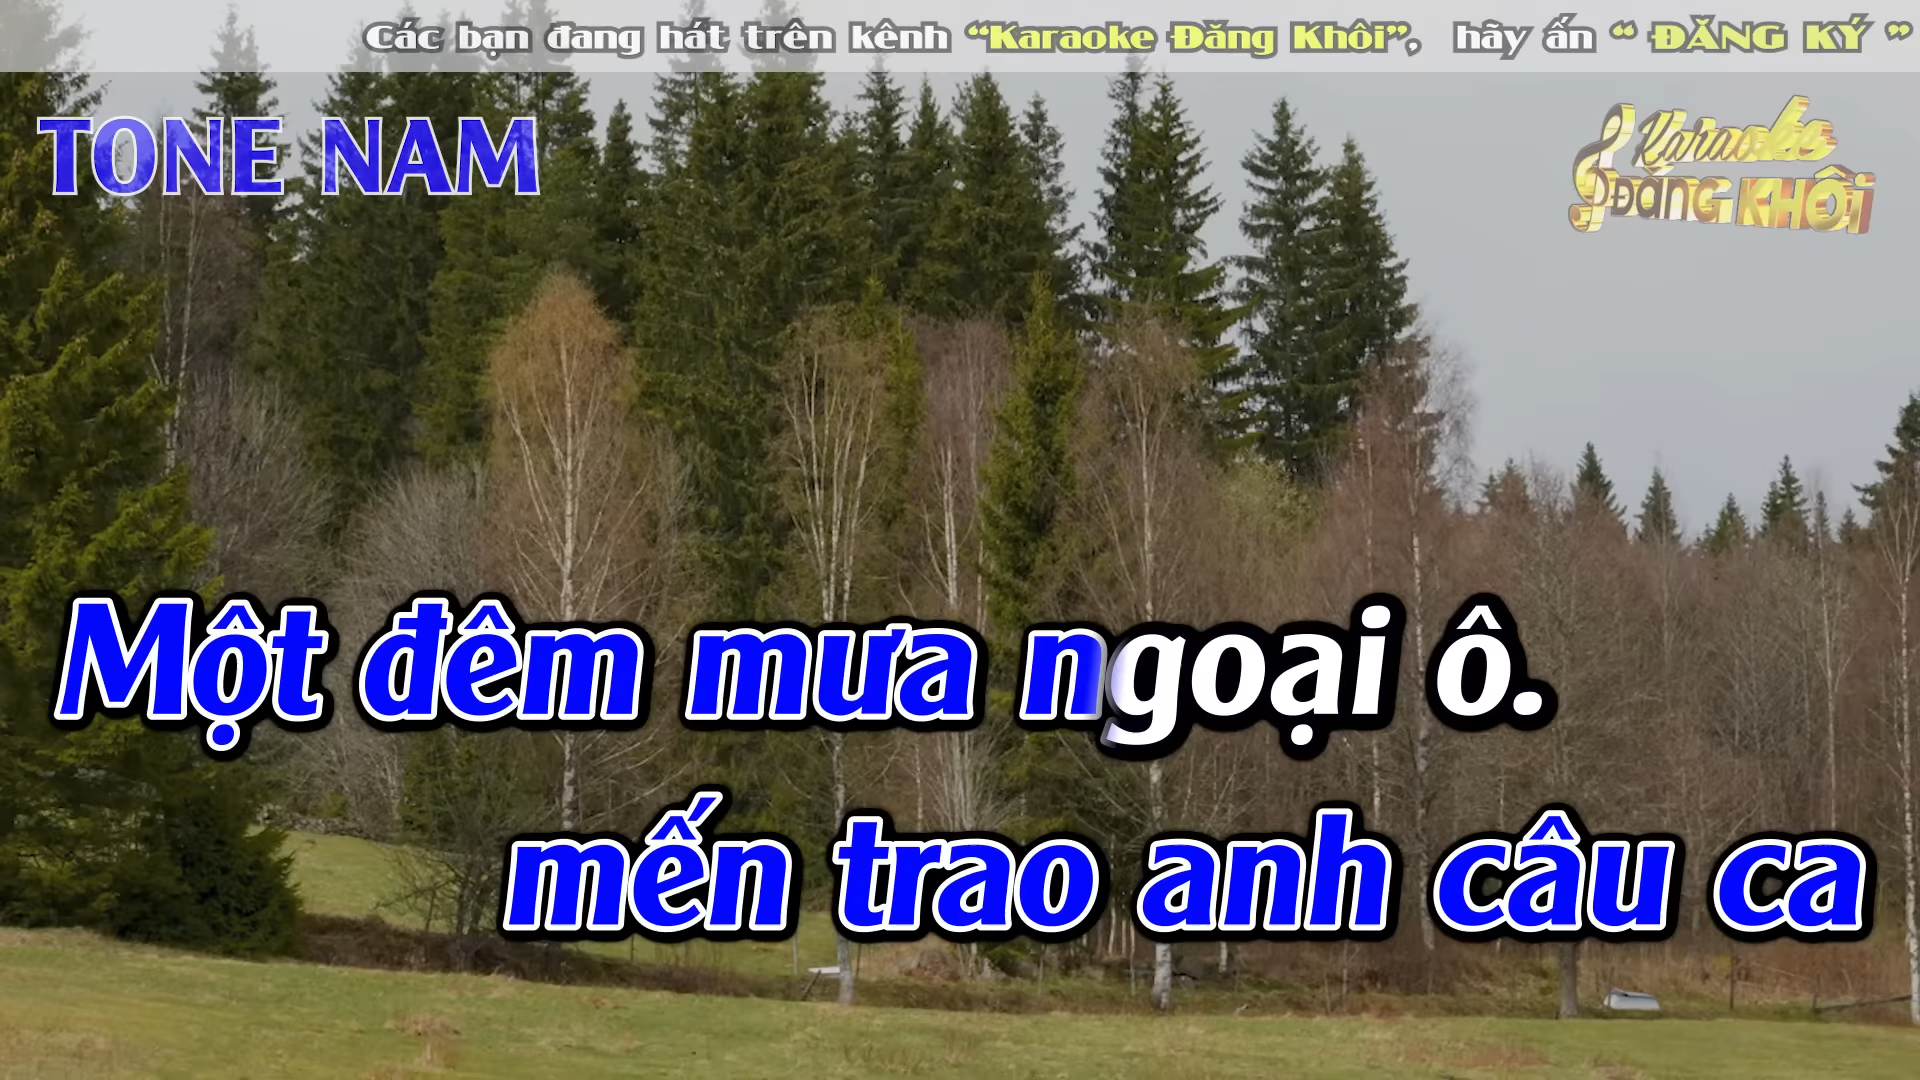 Các bạn đang hát trên kênh “Karaoke Đăng Khôi”, hãy ấn “ ĐĂNG KÝ ”
TONE NAM
Karaoke
ĐĂNG KHÔI
Một đêm mưa ngoại ô.
mến trao anh câu ca